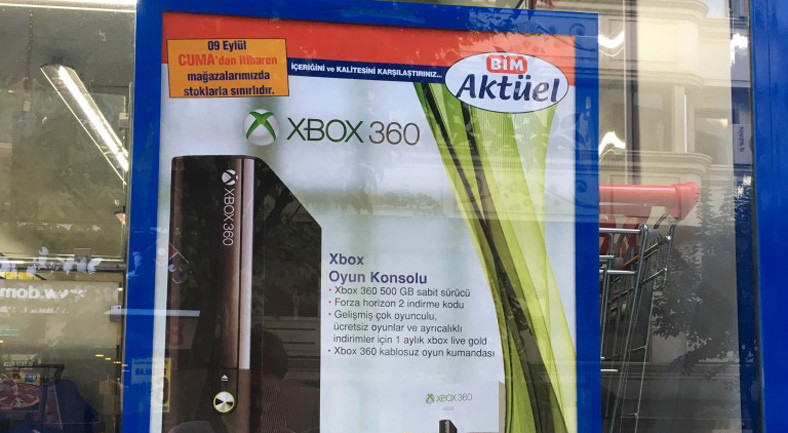 09 Eylül
CUMA'dan itibaren
mağazalarımızda
stoklarla sınırlıdır.
İÇERİĞİNİ ve KALİTESİNİ KARŞILAŞTIRINIZ...
BİM
Aktüel
XBOX 360
XBOX 360
Xbox
Oyun Konsolu
• Xbox 360 500 GB sabit sürücü
• Forza horizon 2 indirme kodu
• Gelişmiş çok oyunculu,
ücretsiz oyunlar ve ayrıcalıklı
indirimler için 1 aylık xbox live gold
• Xbox 360 kablosuz oyun kumandası
XBOX 360